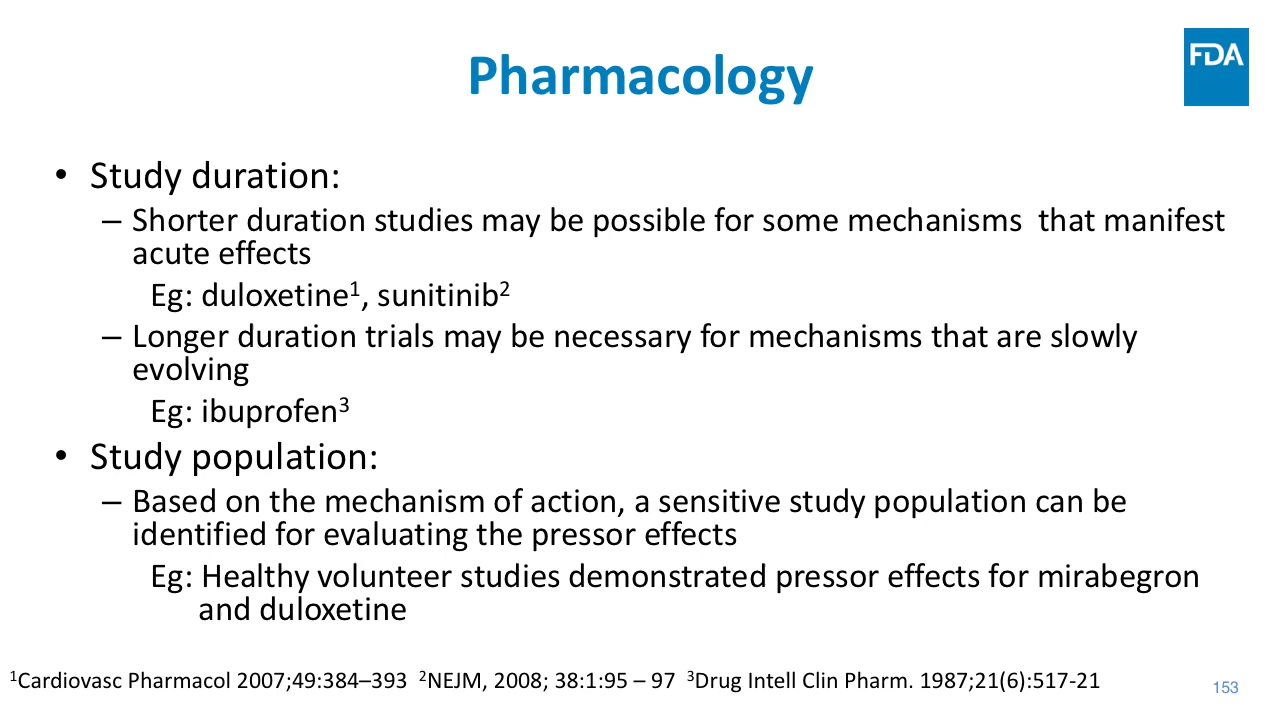 FDA
Pharmacology
• Study duration:
– Shorter duration studies may be possible for some mechanisms  that manifest
acute effects
Eg: duloxetine¹, sunitinib²
– Longer duration trials may be necessary for mechanisms that are slowly
evolving
Eg: ibuprofen³
• Study population:
– Based on the mechanism of action, a sensitive study population can be
identified for evaluating the pressor effects
Eg: Healthy volunteer studies demonstrated pressor effects for mirabegron
and duloxetine
¹Cardiovasc Pharmacol 2007;49:384–393  ²NEJM, 2008; 38:1:95 – 97  ³Drug Intell Clin Pharm. 1987;21(6):517-21
153